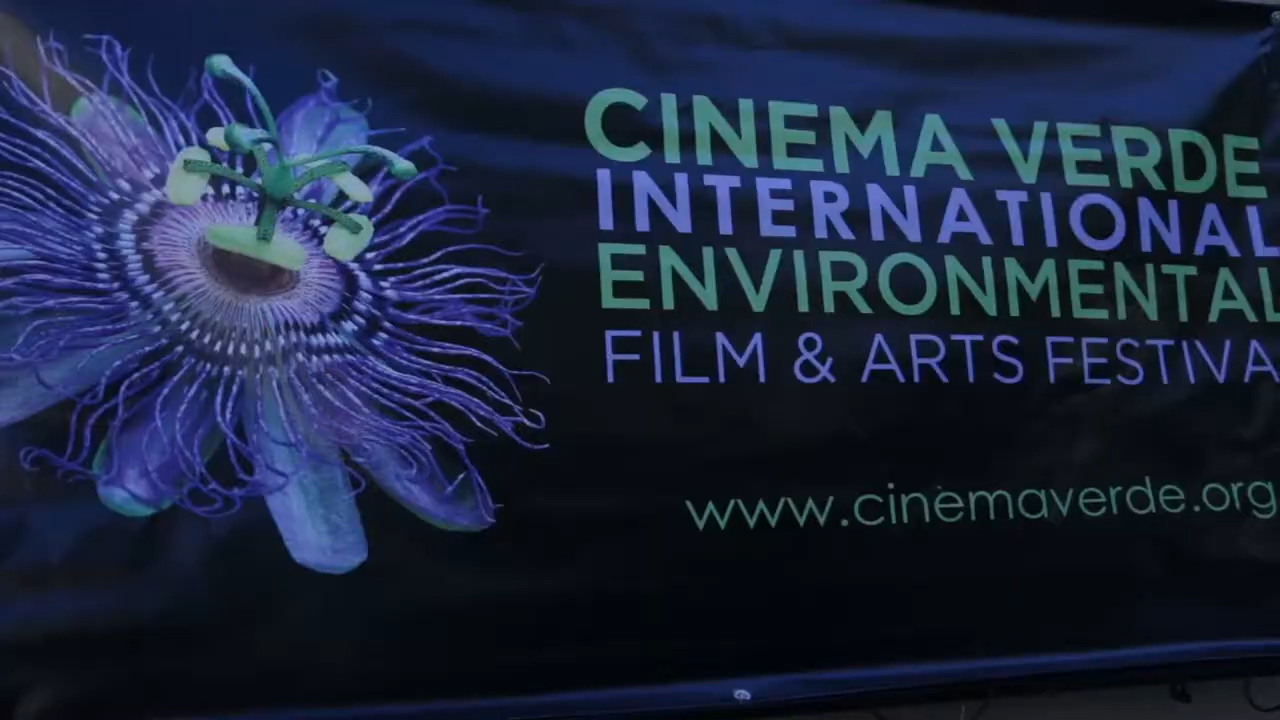 CINEMA VERDE
INTERNATIONAL
ENVIRONMENTAL
FILM & ARTS FESTIVA
www.cinemaverde.org